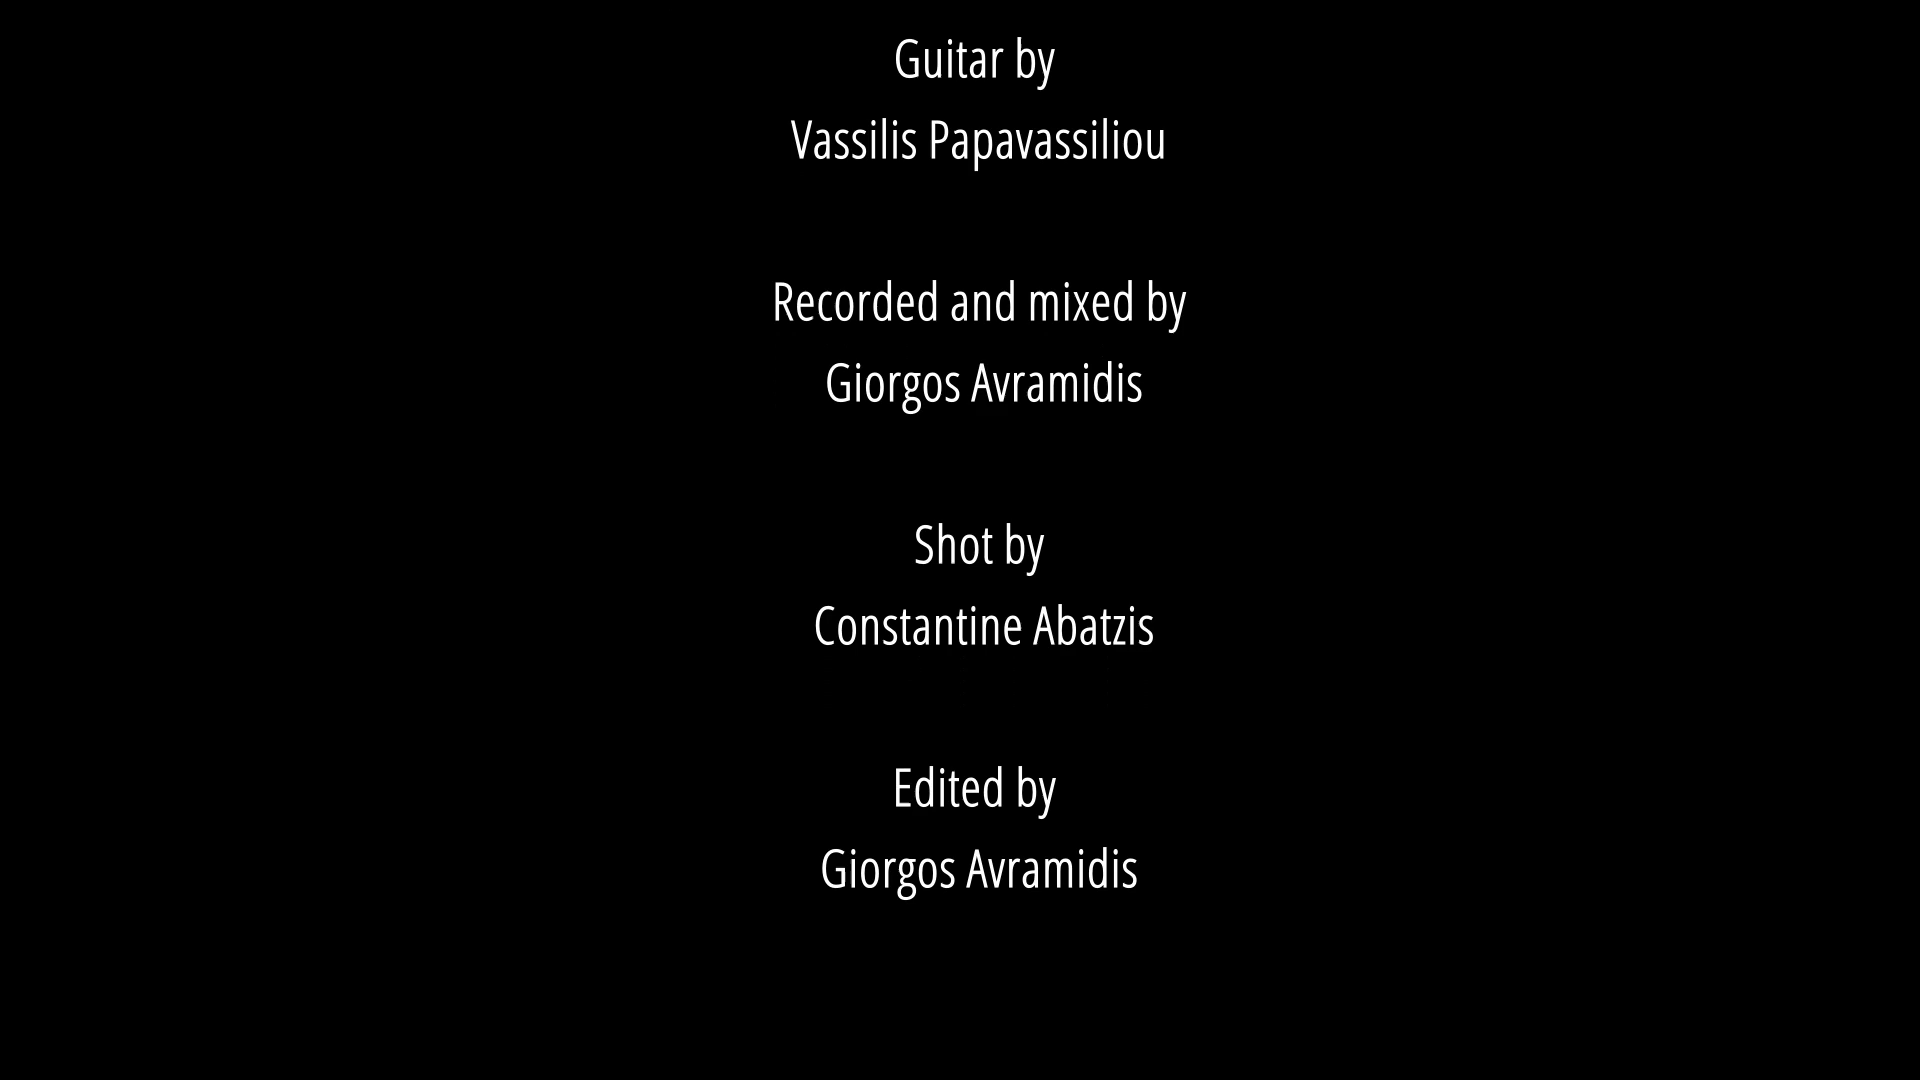 Guitar by
Vassilis Papavassiliou
Recorded and mixed by
Giorgos Avramidis
Shot by
Constantine Abatzis
Edited by
Giorgos Avramidis